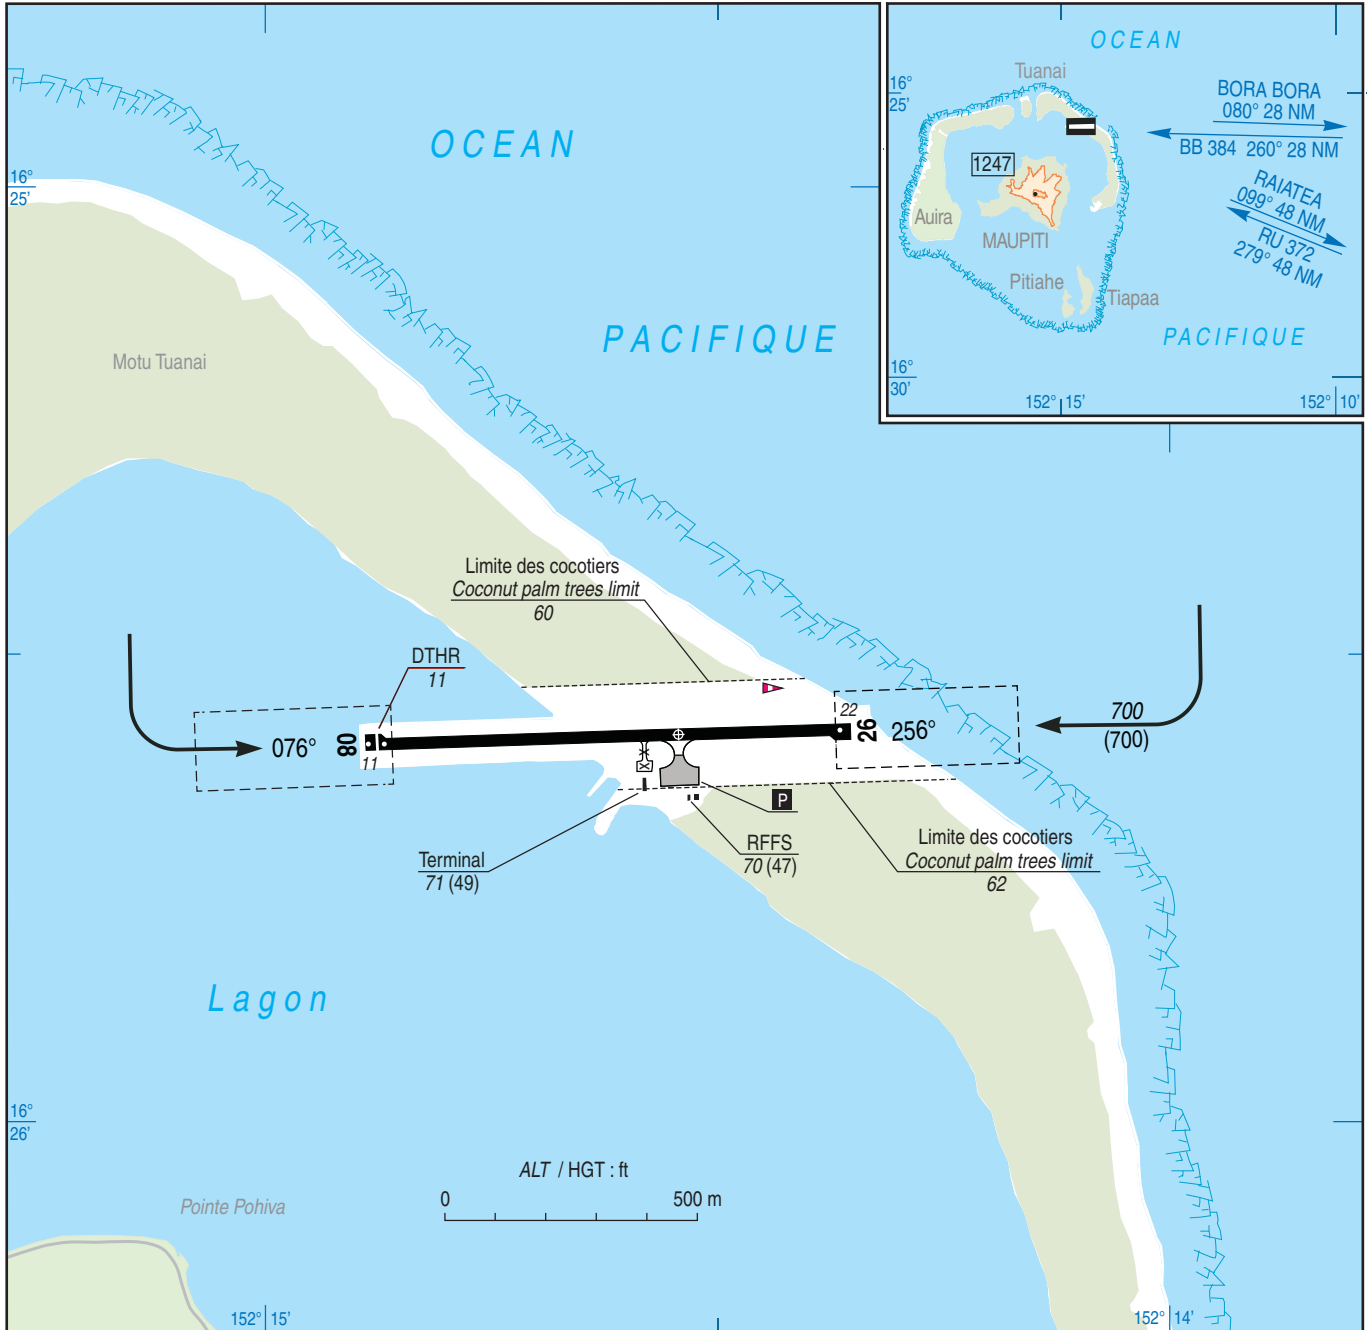 OCEAN
PACIFIQUE
16°
25'
Motu Tuanai
Limite des cocotiers
Coconut palm trees limit
60
DTHR
11
076°
08
11
22
26
256°
700
(700)
P
Terminal
71 (49)
RFFS
70 (47)
Limite des cocotiers
Coconut palm trees limit
62
Lagon
16°
26'
ALT / HGT : ft
0 500 m
Pointe Pohiva
152° 15'
152° 14'
OCEAN
Tuanai
16°
25'
BORA BORA
080° 28 NM
BB 384 260° 28 NM
1247
RAIATEA
099° 48 NM
RU 372
279° 48 NM
Auira
MAUPITI
Pitiahe
Tiapaa
PACIFIQUE
16°
30'
152° 15'
152° 10'